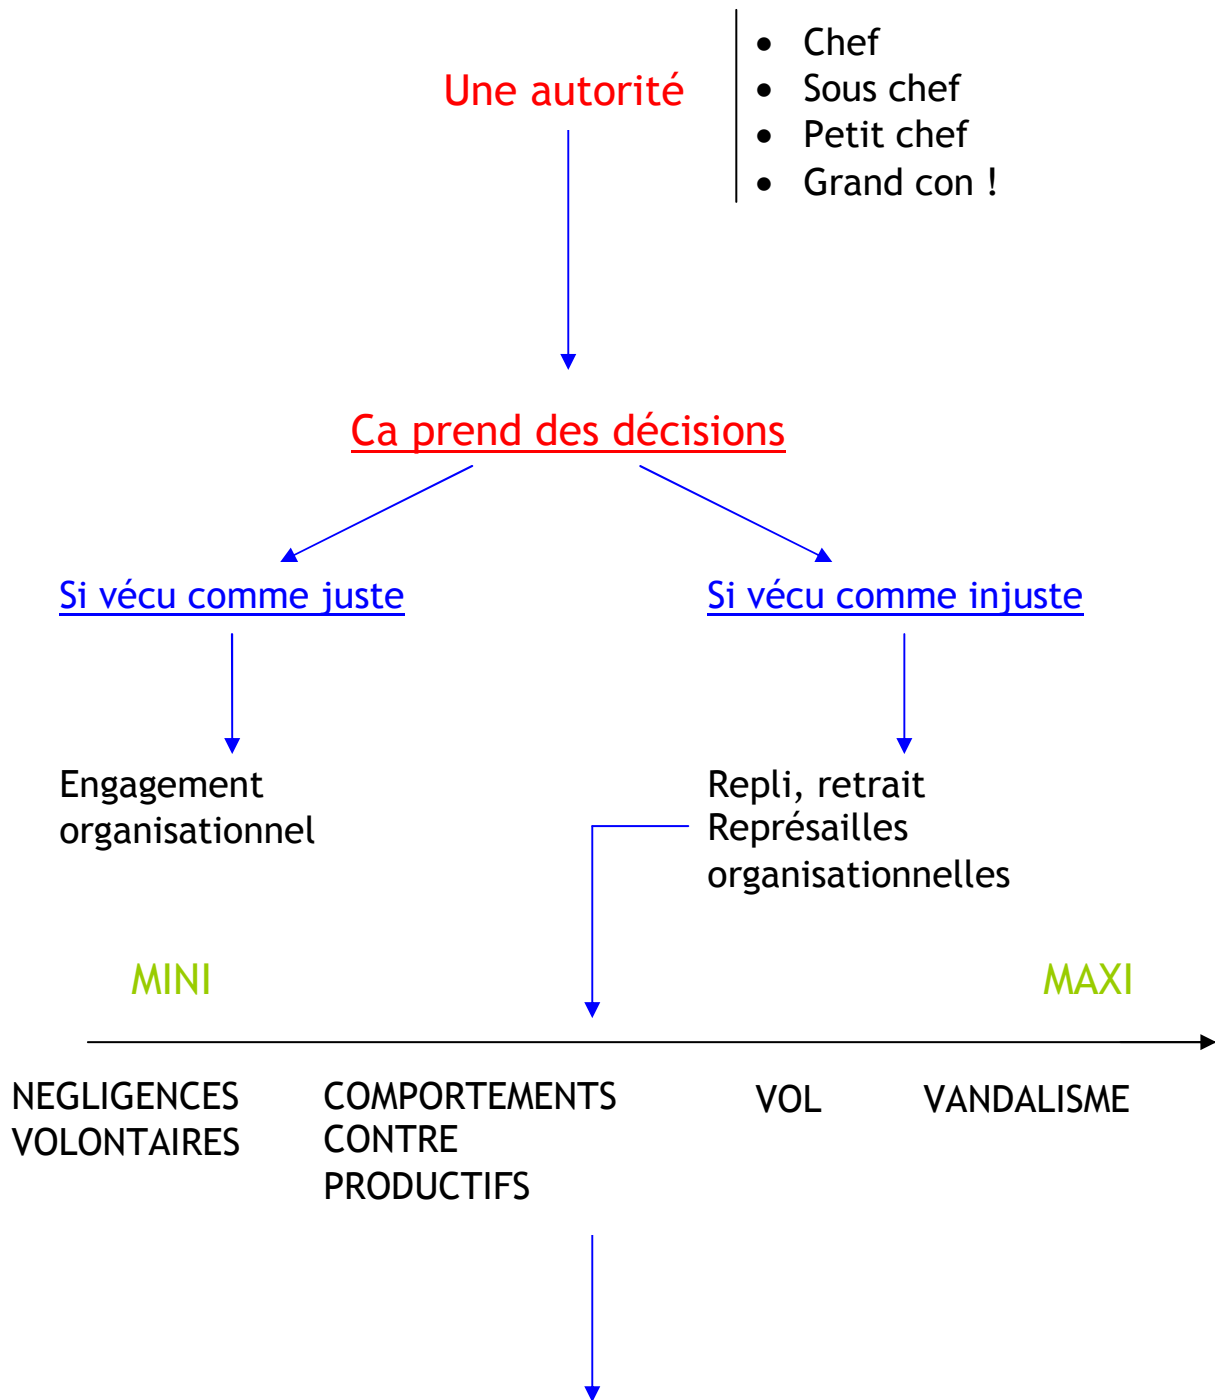 Une autorité
• Chef
• Sous chef
• Petit chef
• Grand con !
Ca prend des décisions
Si vécu comme juste
Si vécu comme injuste
Engagement
organisationnel
Repli, retrait
Représailles
organisationnelles
MINI
MAXI
NEGLIGENCES
VOLONTAIRES
COMPORTEMENTS
CONTRE
PRODUCTIFS
VOL
VANDALISME